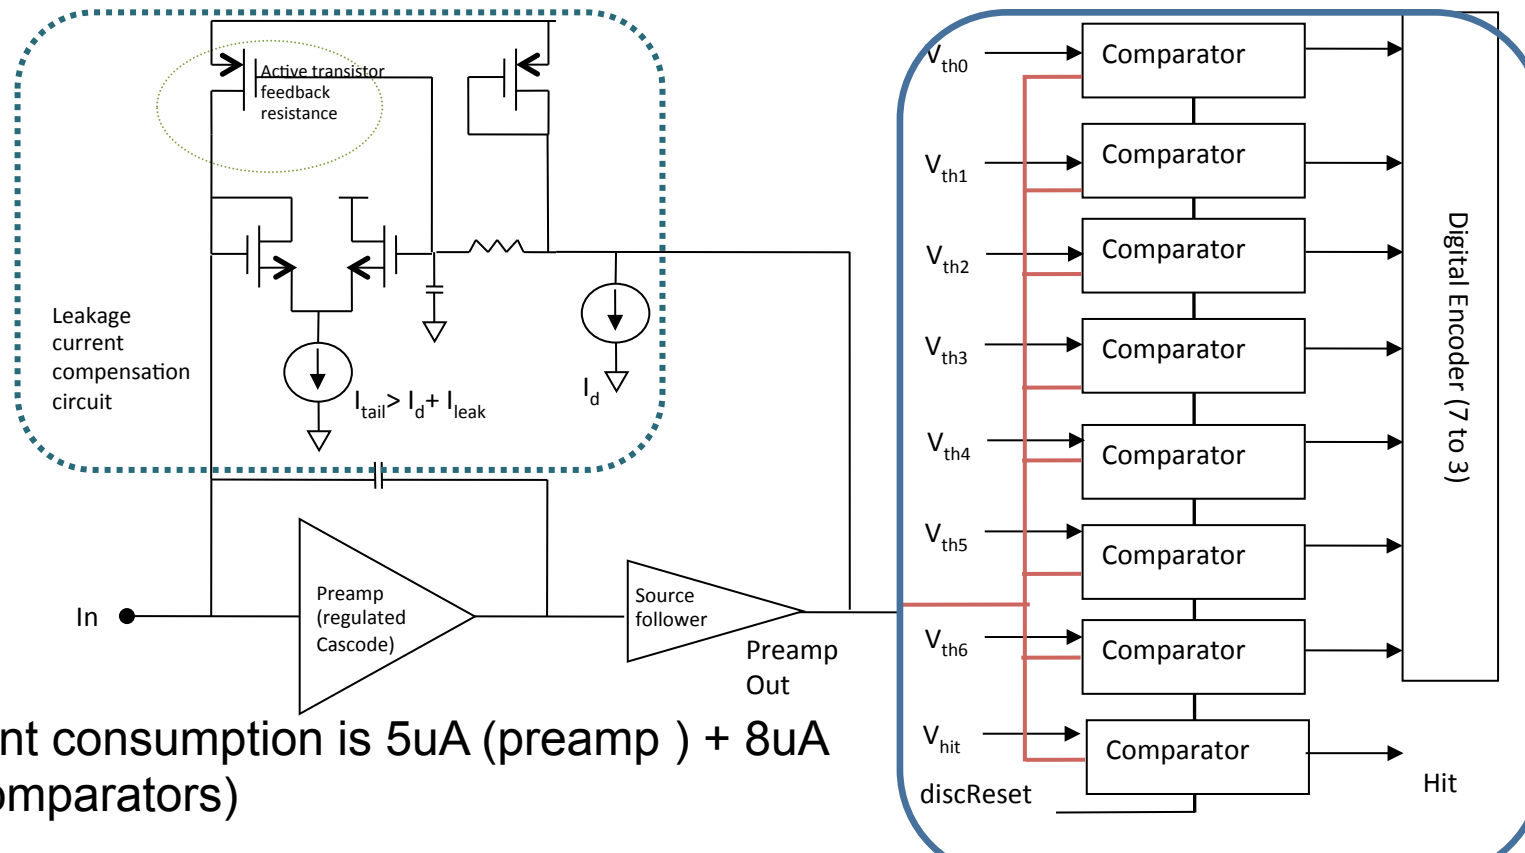 Active transistor
feedback
resistance
Leakage
current
compensation
circuit
Itail> Id+ Ileak
Id
In
Preamp
(regulated
Cascode)
Source
follower
Preamp
Out
nt consumption is 5uA (preamp ) + 8uA
omparators)
Vth0
Comparator
Vth1
Comparator
Vth2
Comparator
Vth3
Comparator
Vth4
Comparator
Vth5
Comparator
Vth6
Comparator
Vhit
Comparator
discReset
Hit
Digital Encoder (7 to 3)